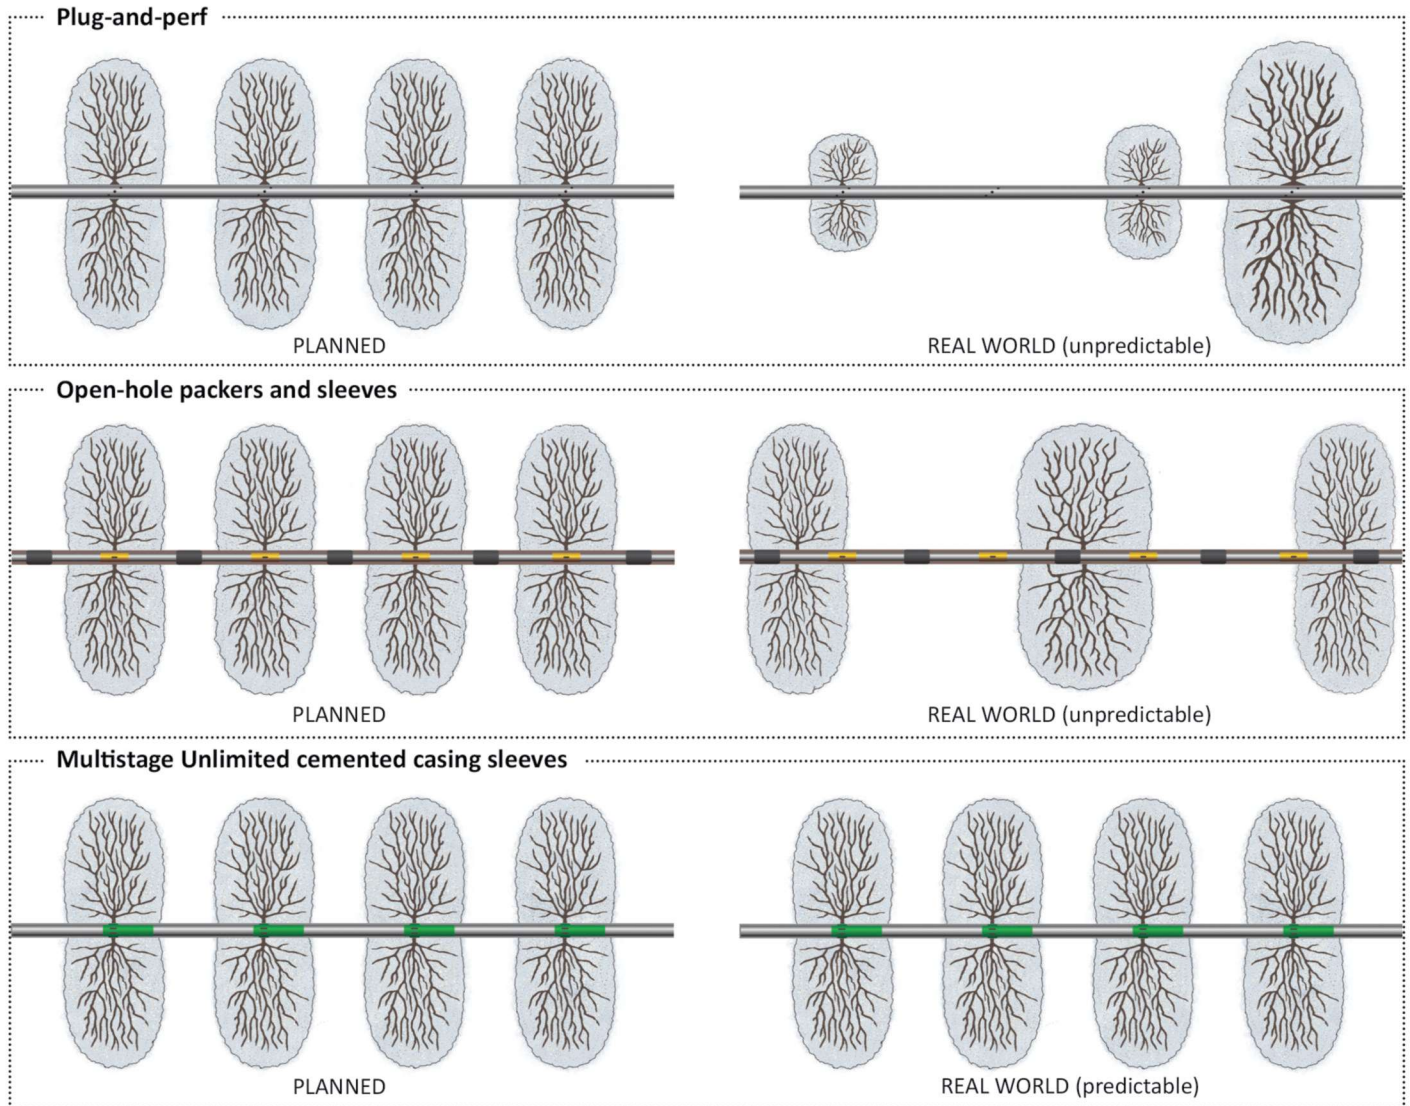 Plug-and-perf
PLANNED
REAL WORLD (unpredictable)
Open-hole packers and sleeves
PLANNED
REAL WORLD (unpredictable)
Multistage Unlimited cemented casing sleeves
PLANNED
REAL WORLD (predictable)